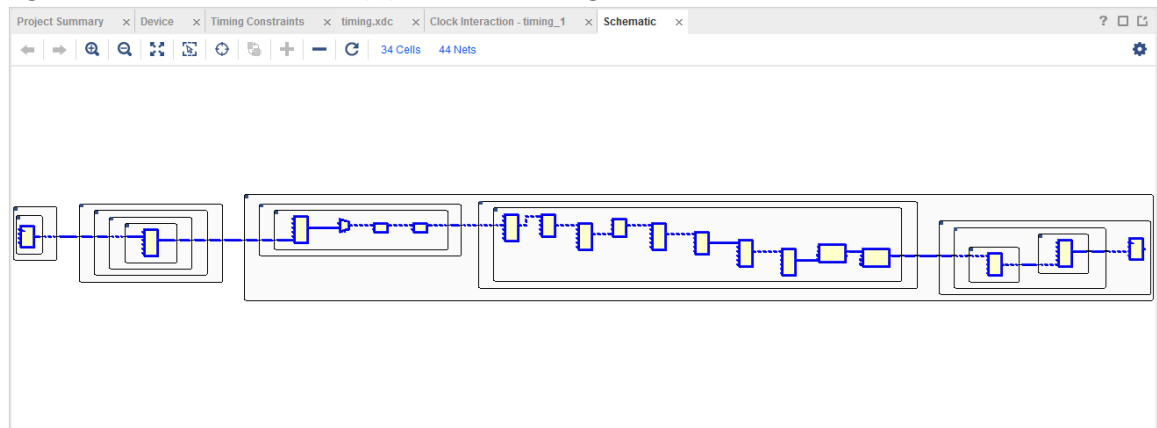 Project Summary × Device × Timing Constraints × timing.xdc × Clock Interaction - timing_1 × Schematic × ?
34 Cells 44 Nets